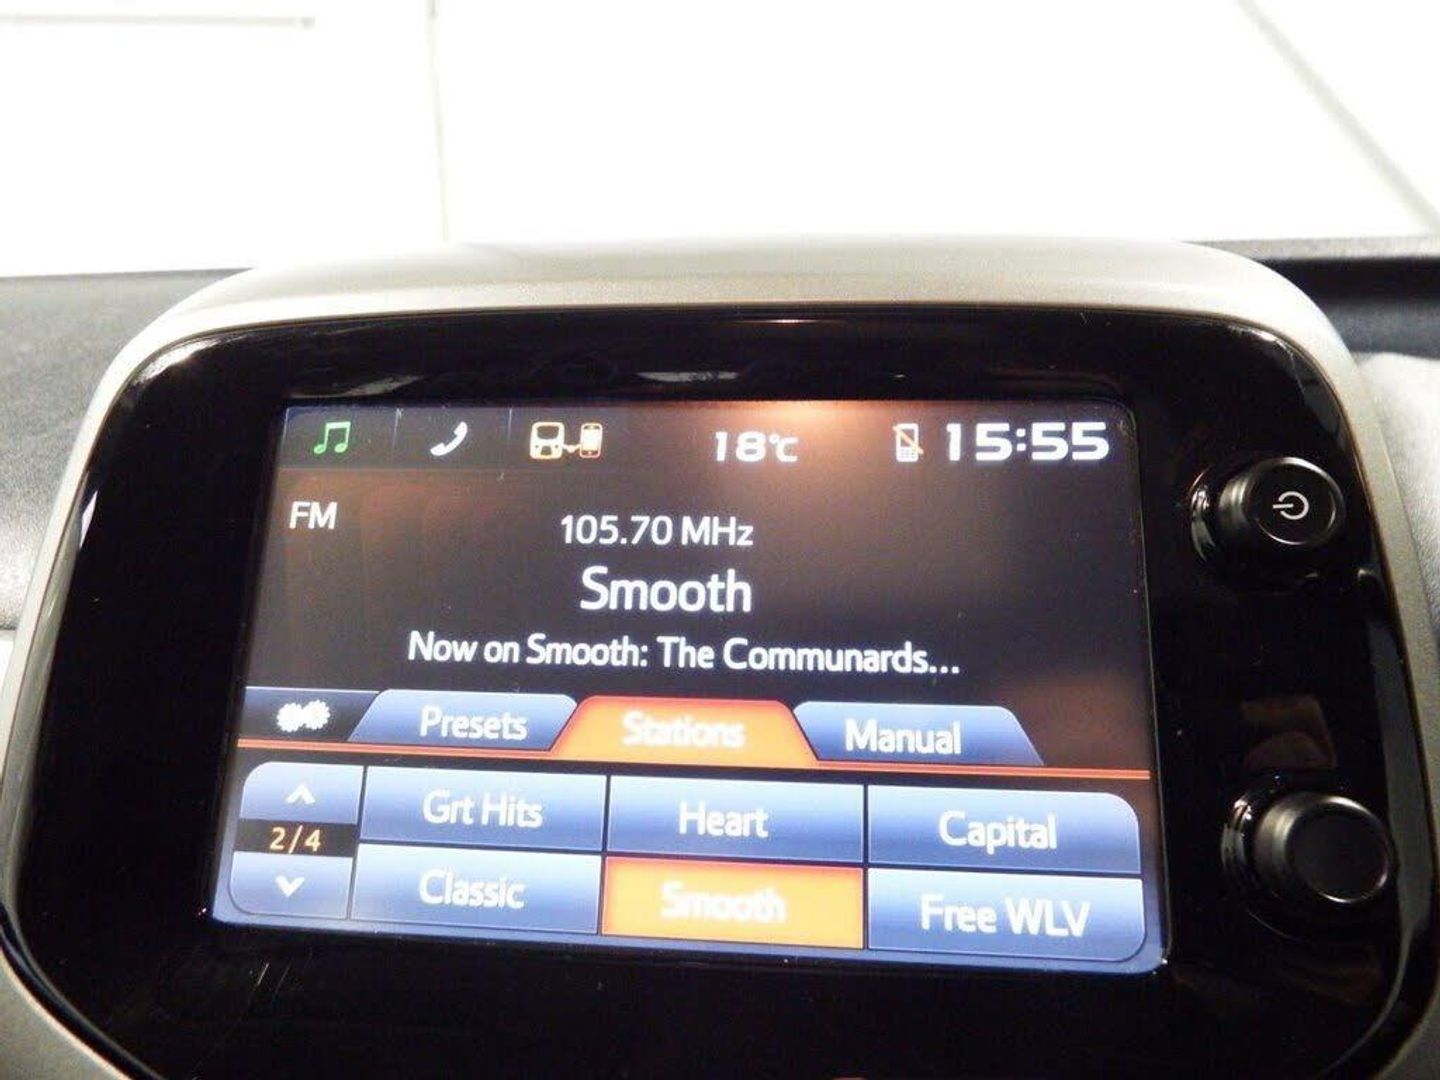 18°C 15:55
FM
105.70 MHz
Smooth
Now on Smooth: The Communards...
Presets Stations Manual
Grt Hits Heart Capital
2/4
Classic Smooth Free WLV